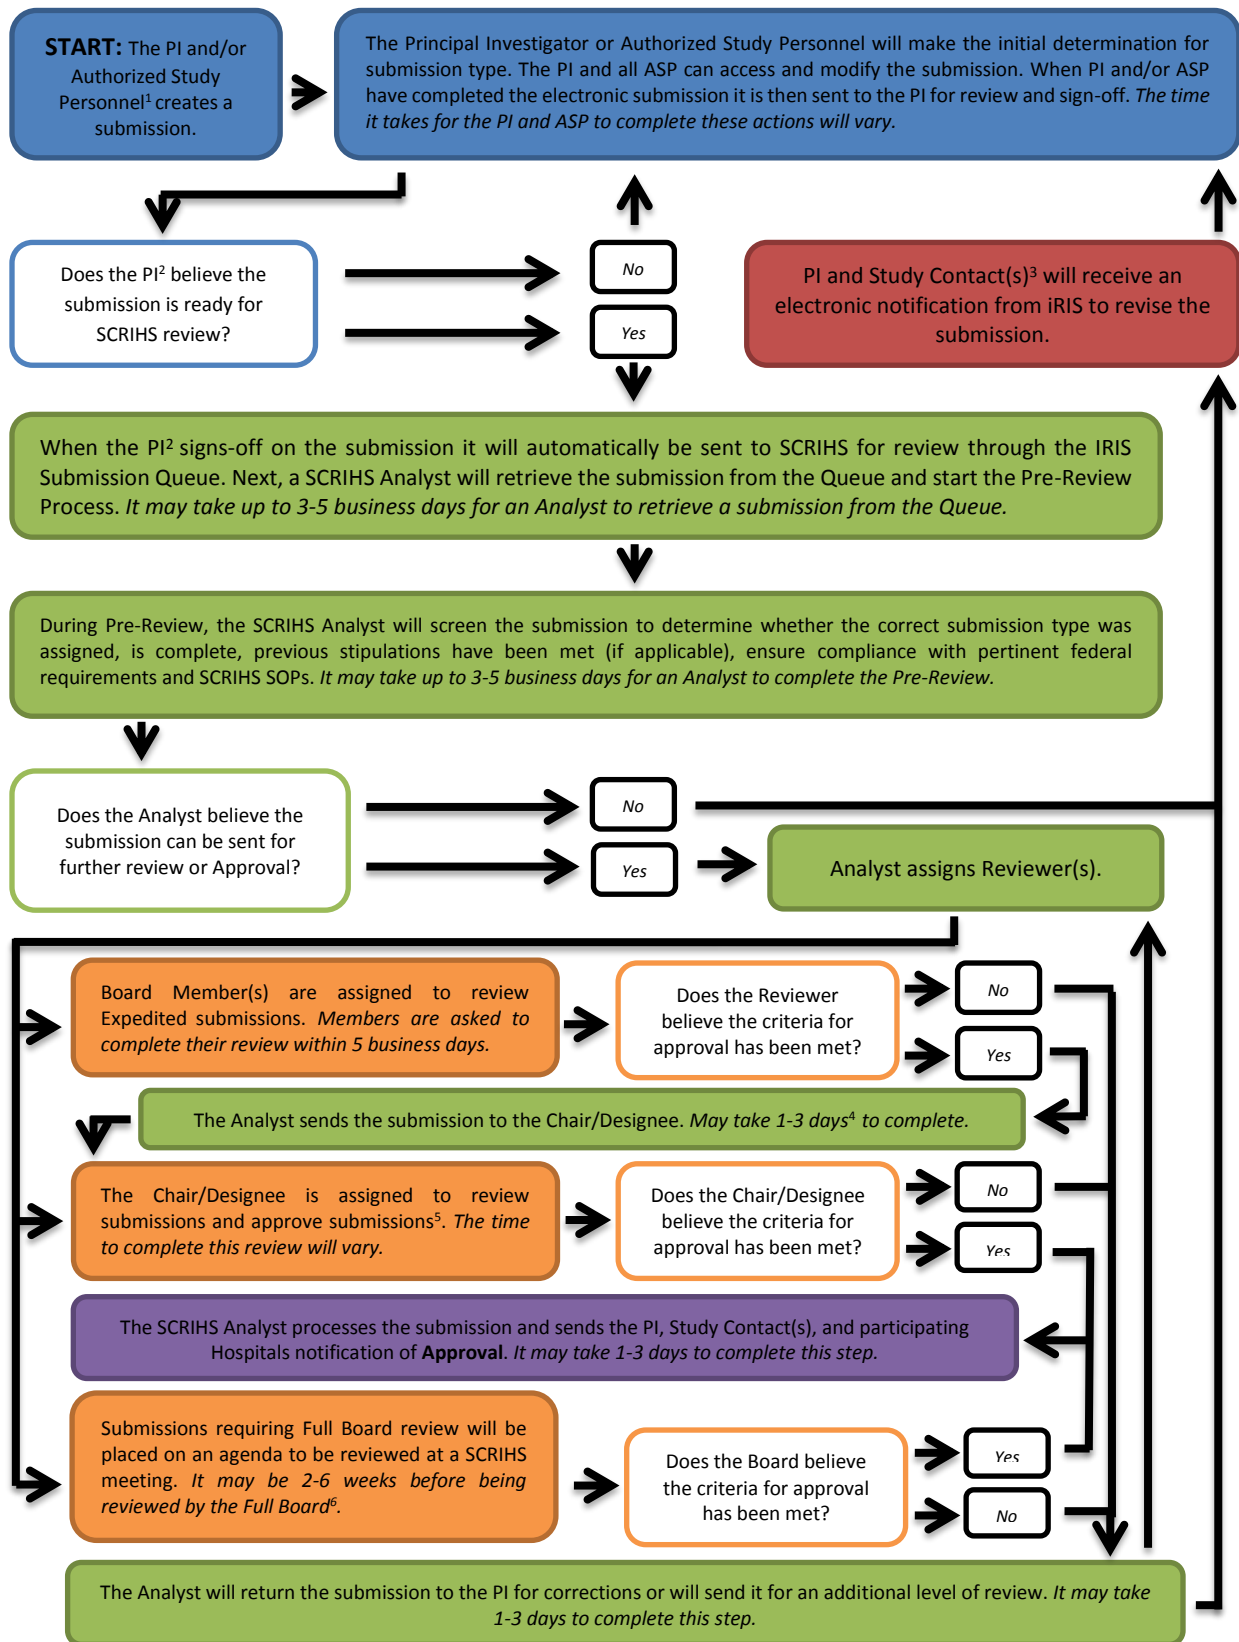 START: The PI and/or
Authorized Study
Personnel¹ creates a
submission.
The Principal Investigator or Authorized Study Personnel will make the initial determination for
submission type. The PI and all ASP can access and modify the submission. When PI and/or ASP
have completed the electronic submission it is then sent to the PI for review and sign-off. The time
it takes for the PI and ASP to complete these actions will vary.
Does the PI² believe the
submission is ready for
SCRIHS review?
No
Yes
PI and Study Contact(s)³ will receive an
electronic notification from iRIS to revise the
submission.
When the PI² signs-off on the submission it will automatically be sent to SCRIHS for review through the IRIS
Submission Queue. Next, a SCRIHS Analyst will retrieve the submission from the Queue and start the Pre-Review
Process. It may take up to 3-5 business days for an Analyst to retrieve a submission from the Queue.
During Pre-Review, the SCRIHS Analyst will screen the submission to determine whether the correct submission type was
assigned, is complete, previous stipulations have been met (if applicable), ensure compliance with pertinent federal
requirements and SCRIHS SOPs. It may take up to 3-5 business days for an Analyst to complete the Pre-Review.
Does the Analyst believe the
submission can be sent for
further review or Approval?
No
Yes
Analyst assigns Reviewer(s).
Board Member(s) are assigned to review
Expedited submissions. Members are asked to
complete their review within 5 business days.
Does the Reviewer
believe the criteria for
approval has been met?
No
Yes
The Analyst sends the submission to the Chair/Designee. May take 1-3 days⁴ to complete.
The Chair/Designee is assigned to review
submissions and approve submissions⁵. The time
to complete this review will vary.
Does the Chair/Designee
believe the criteria for
approval has been met?
No
Yes
The SCRIHS Analyst processes the submission and sends the PI, Study Contact(s), and participating
Hospitals notification of Approval. It may take 1-3 days to complete this step.
Submissions requiring Full Board review will be
placed on an agenda to be reviewed at a SCRIHS
meeting. It may be 2-6 weeks before being
reviewed by the Full Board⁶.
Does the Board believe
the criteria for approval
has been met?
Yes
No
The Analyst will return the submission to the PI for corrections or will send it for an additional level of review. It may take
1-3 days to complete this step.